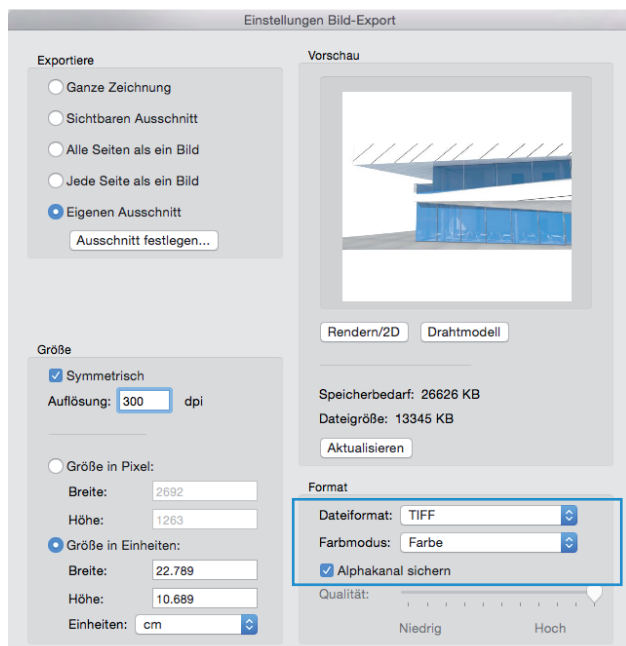 Einstellungen Bild-Export
Exportiere
Ganze Zeichnung
Sichtbaren Ausschnitt
Alle Seiten als ein Bild
Jede Seite als ein Bild
Eigenen Ausschnitt
Ausschnitt festlegen...
Größe
Symmetrisch
Auflösung: 300 dpi
Größe in Pixel:
Breite: 2692
Höhe: 1263
Größe in Einheiten:
Breite: 22.789
Höhe: 10.689
Einheiten: cm
Vorschau
Rendern/2D Drahtmodell
Speicherbedarf: 26626 KB
Dateigröße: 13345 KB
Aktualisieren
Format
Dateiformat: TIFF
Farbmodus: Farbe
Alphakanal sichern
Qualität:
Niedrig Hoch